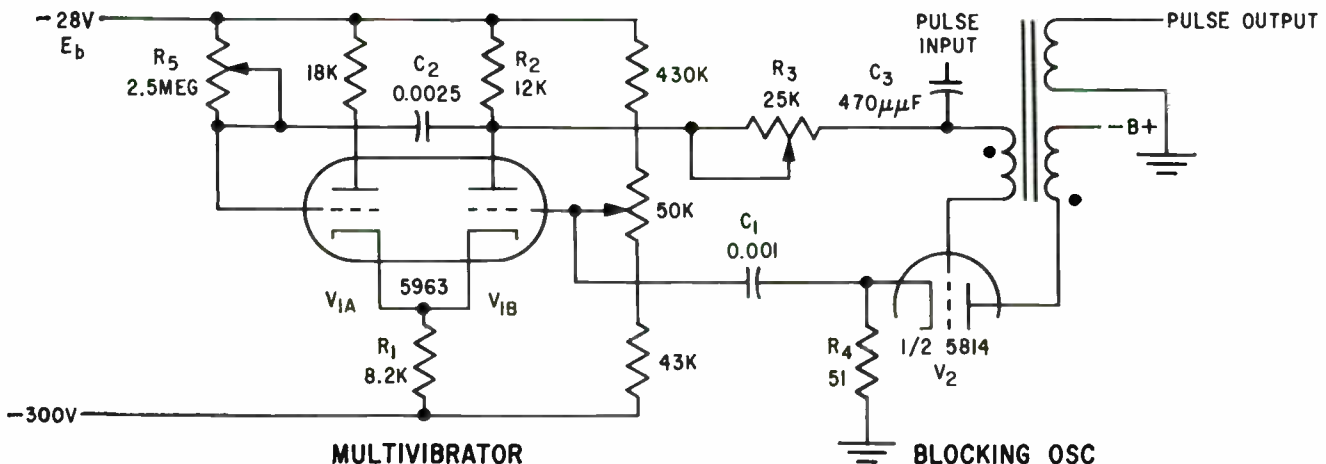 -28V
Eb
R5
2.5MEG
18K
C2
0.0025
R2
12K
430K
R3
25K
PULSE
INPUT
C3
470μμF
PULSE OUTPUT
-B+
50K
C1
0.001
5963
V1A
V1B
R1
8.2K
43K
R4
51
1/2 5814
V2
-300V
MULTIVIBRATOR
BLOCKING OSC